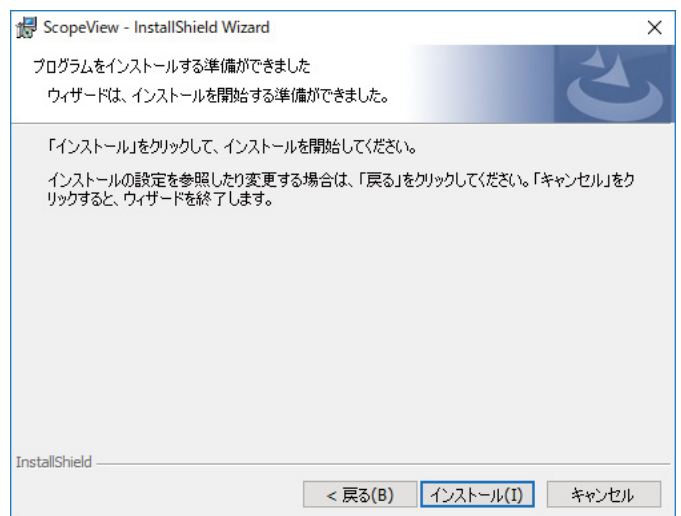 ScopeView - InstallShield Wizard
プログラムをインストールする準備ができました
ウィザードは、インストールを開始する準備ができました。
「インストール」をクリックして、インストールを開始してください。
インストールの設定を参照したり変更する場合は、「戻る」をクリックしてください。「キャンセル」をク
リックすると、ウィザードを終了します。
InstallShield
< 戻る(B) インストール(I) キャンセル